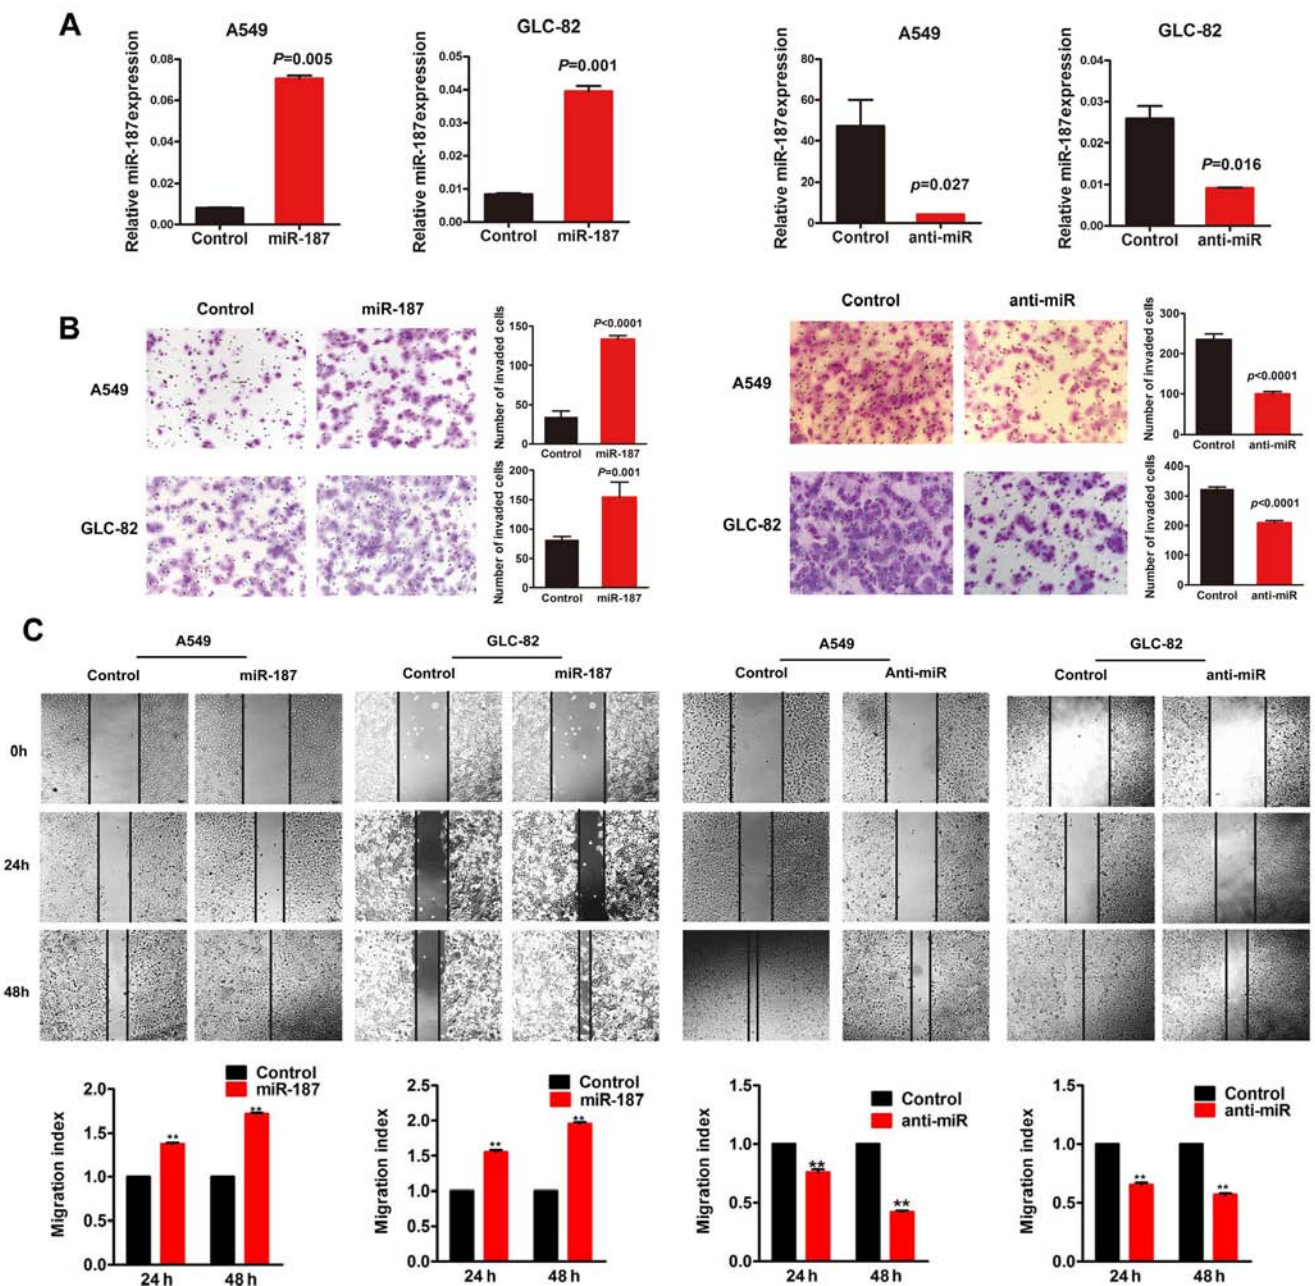 A
A549
P=0.005
Relative miR-187expression
0.08
0.06
0.04
0.02
0.00
Control miR-187
GLC-82
P=0.001
Relative miR-187expression
0.05
0.04
0.03
0.02
0.01
0.00
Control miR-187
A549
p=0.027
Relative miR-187expression
80
60
40
20
0
Control anti-miR
GLC-82
P=0.016
Relative miR-187expression
0.04
0.03
0.02
0.01
0.00
Control anti-miR
B
Control miR-187
A549
GLC-82
Number of invaded cells
150
100
50
0
P<0.0001
Control miR-187
Number of invaded cells
200
150
100
50
0
P=0.001
Control miR-187
Control anti-miR
A549
GLC-82
Number of invaded cells
300
200
100
0
p<0.0001
Control anti-miR
Number of invaded cells
400
300
200
100
0
p<0.0001
Control anti-miR
C
A549
Control miR-187
GLC-82
Control miR-187
A549
Control Anti-miR
GLC-82
Control anti-miR
0h
24h
48h
Control
miR-187
Migration index
2.0
1.5
1.0
0.5
0.0
**
**
24 h 48 h
Control
miR-187
Migration index
2.5
2.0
1.5
1.0
0.5
0.0
**
**
24 h 48 h
Control
anti-miR
Migration index
1.5
1.0
0.5
0.0
**
**
24 h 48 h
Control
anti-miR
Migration index
1.5
1.0
0.5
0.0
**
**
24 h 48 h